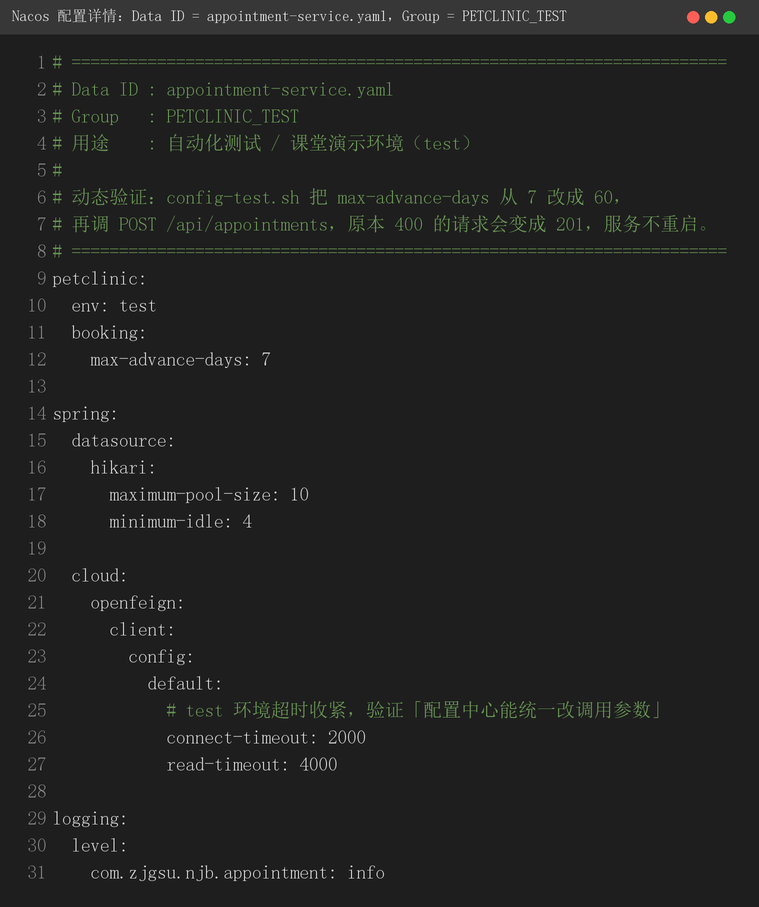 Nacos 配置详情：Data ID = appointment-service.yaml，Group = PETCLINIC_TEST
1 # =====================================================================
2 # Data ID : appointment-service.yaml
3 # Group   : PETCLINIC_TEST
4 # 用途    : 自动化测试 / 课堂演示环境（test）
5 #
6 # 动态验证：config-test.sh 把 max-advance-days 从 7 改成 60，
7 # 再调 POST /api/appointments，原本 400 的请求会变成 201，服务不重启。
8 # =====================================================================
9 petclinic:
10   env: test
11   booking:
12     max-advance-days: 7
13
14 spring:
15   datasource:
16     hikari:
17       maximum-pool-size: 10
18       minimum-idle: 4
19
20   cloud:
21     openfeign:
22       client:
23         config:
24           default:
25             # test 环境超时收紧，验证「配置中心能统一改调用参数」
26             connect-timeout: 2000
27             read-timeout: 4000
28
29 logging:
30   level:
31     com.zjgsu.njb.appointment: info